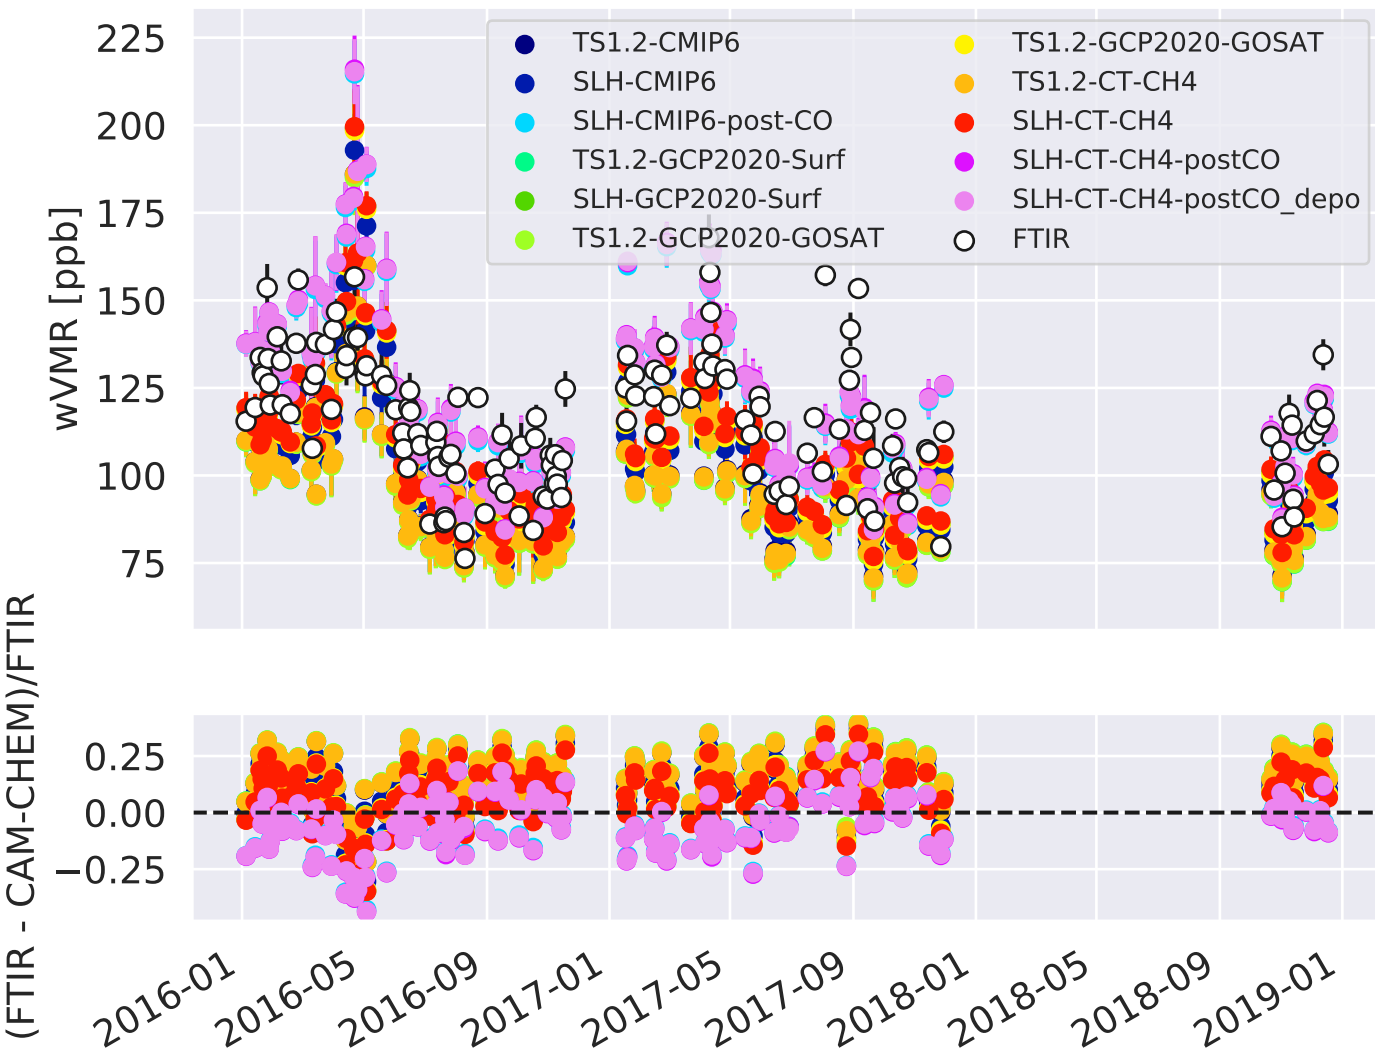 225
200
175
150
125
100
75
wVMR [ppb]
TS1.2-CMIP6
SLH-CMIP6
SLH-CMIP6-post-CO
TS1.2-GCP2020-Surf
SLH-GCP2020-Surf
TS1.2-GCP2020-GOSAT
TS1.2-GCP2020-GOSAT
TS1.2-CT-CH4
SLH-CT-CH4
SLH-CT-CH4-postCO
SLH-CT-CH4-postCO_depo
FTIR
0.25
0.00
−0.25
(FTIR - CAM-CHEM)/FTIR
2016-01
2016-05
2016-09
2017-01
2017-05
2017-09
2018-01
2018-05
2018-09
2019-01